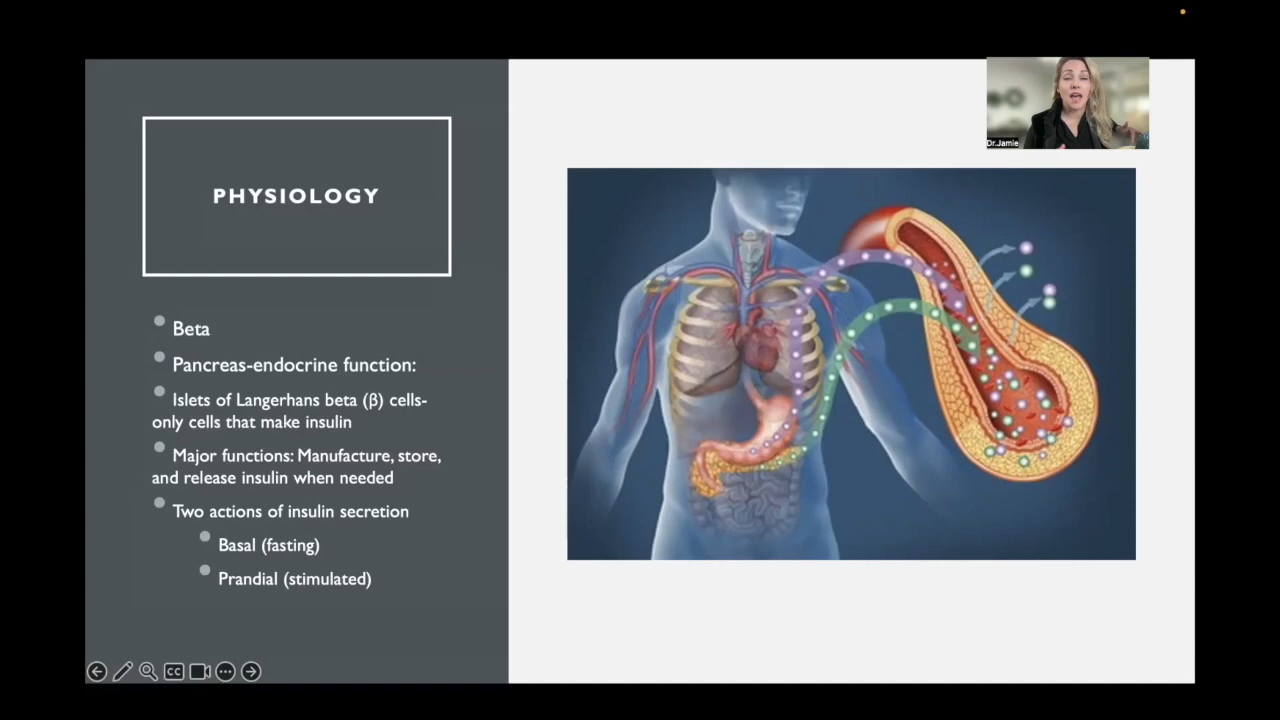 PHYSIOLOGY
Beta
Pancreas-endocrine function:
Islets of Langerhans beta (β) cells-
only cells that make insulin
Major functions: Manufacture, store,
and release insulin when needed
Two actions of insulin secretion
Basal (fasting)
Prandial (stimulated)
Dr.Jamie
CC